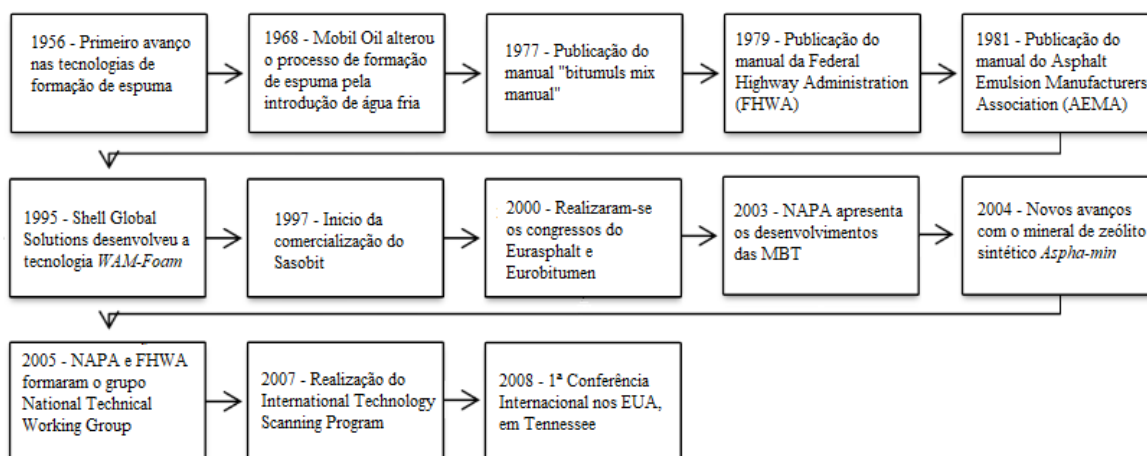 1956 - Primeiro avanço
nas tecnologias de
formação de espuma
1968 - Mobil Oil alterou
o processo de formação
de espuma pela
introdução de água fria
1977 - Publicação do
manual "bitumuls mix
manual"
1979 - Publicação do
manual da Federal
Highway Administration
(FHWA)
1981 - Publicação do
manual do Asphalt
Emulsion Manufacturers
Association (AEMA)
1995 - Shell Global
Solutions desenvolveu a
tecnologia WAM-Foam
1997 - Inicio da
comercialização do
Sasobit
2000 - Realizaram-se
os congressos do
Eurasphalt e
Eurobitumen
2003 - NAPA apresenta
os desenvolvimentos
das MBT
2004 - Novos avanços
com o mineral de zeólito
sintético Aspha-min
2005 - NAPA e FHWA
formaram o grupo
National Technical
Working Group
2007 - Realização do
International Technology
Scanning Program
2008 - 1ª Conferência
Internacional nos EUA,
em Tennessee